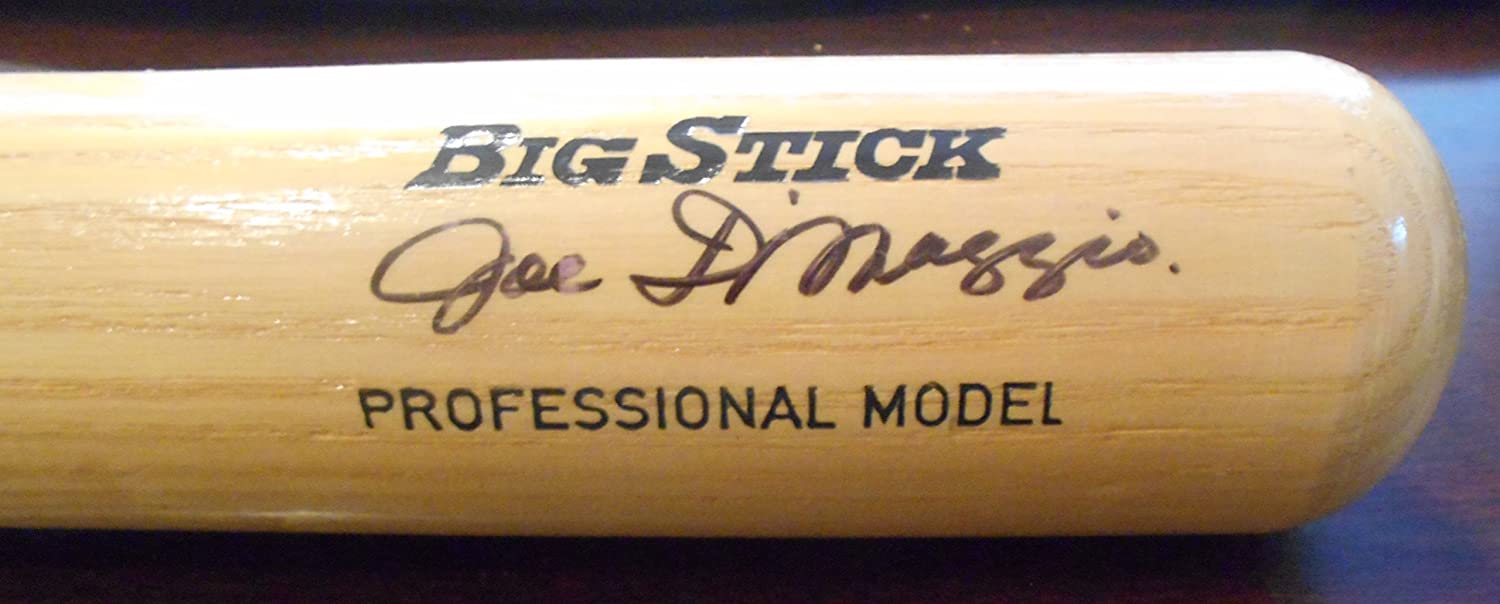 BIG STICK
Joe DiMaggio.
PROFESSIONAL MODEL